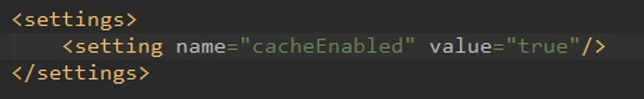 <settings>
    <setting name="cacheEnabled" value="true"/>
</settings>